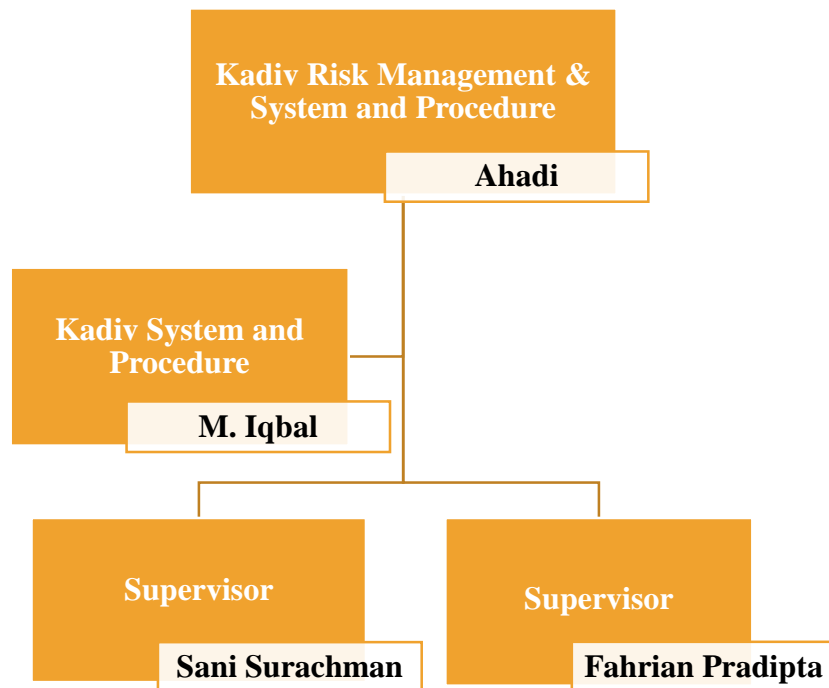 Kadiv Risk Management &
System and Procedure
Ahadi
Kadiv System and
Procedure
M. Iqbal
Supervisor
Sani Surachman
Supervisor
Fahrian Pradipta